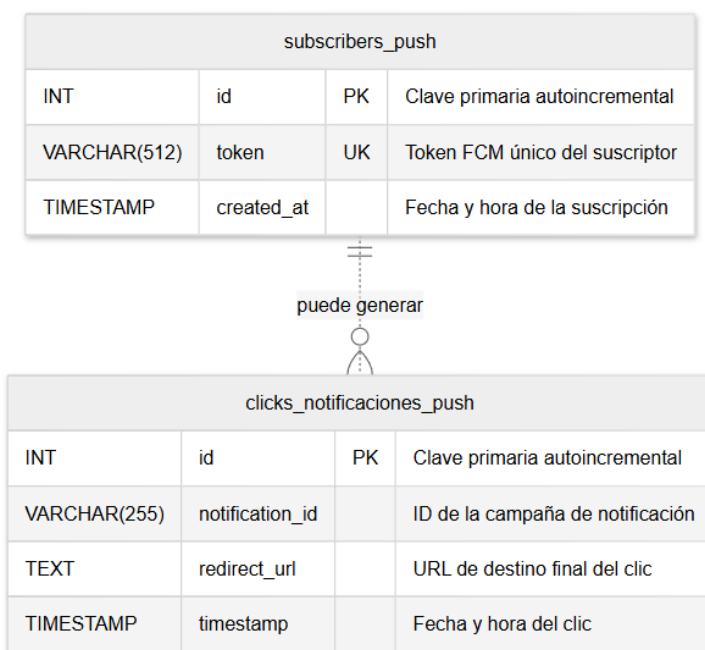 subscribers_push
INT id PK Clave primaria autoincremental
VARCHAR(512) token UK Token FCM único del suscriptor
TIMESTAMP created_at Fecha y hora de la suscripción
puede generar
clicks_notificaciones_push
INT id PK Clave primaria autoincremental
VARCHAR(255) notification_id ID de la campaña de notificación
TEXT redirect_url URL de destino final del clic
TIMESTAMP timestamp Fecha y hora del clic